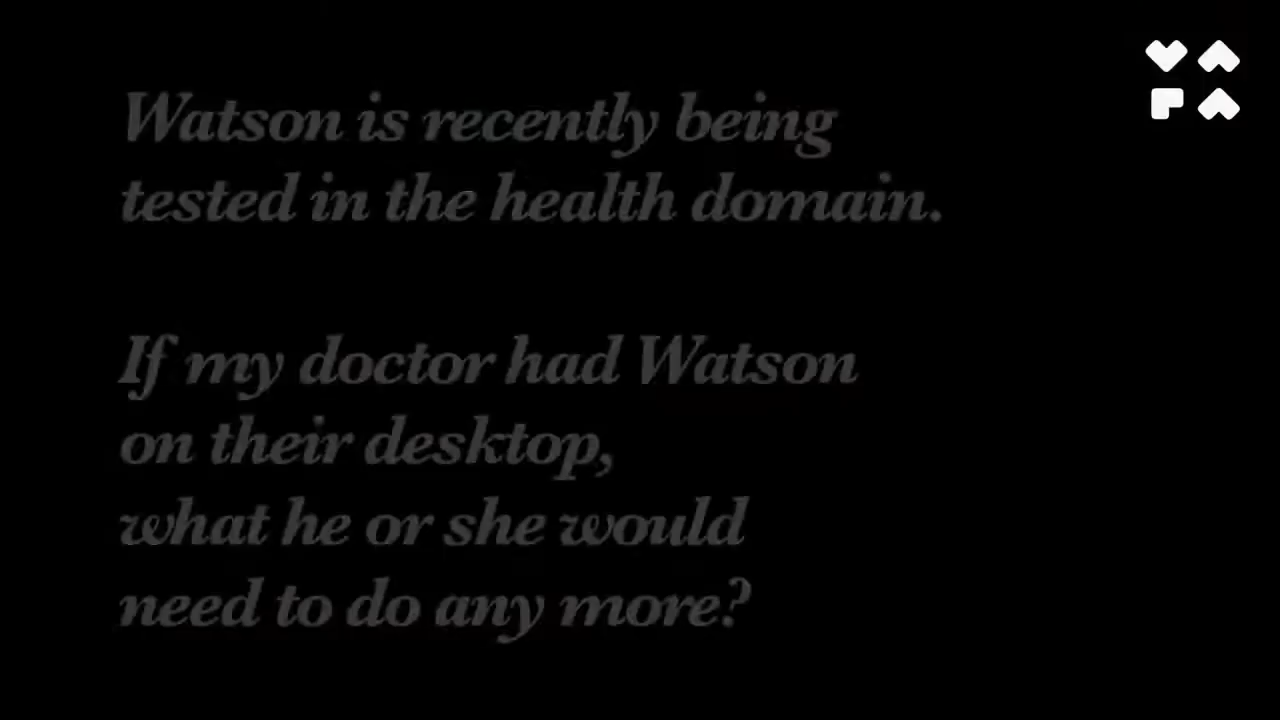 Watson is recently being
tested in the health domain.
If my doctor had Watson
on their desktop,
what he or she would
need to do any more?